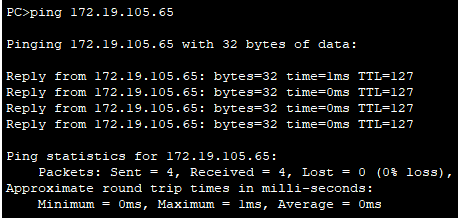 PC>ping 172.19.105.65
Pinging 172.19.105.65 with 32 bytes of data:
Reply from 172.19.105.65: bytes=32 time=1ms TTL=127
Reply from 172.19.105.65: bytes=32 time=0ms TTL=127
Reply from 172.19.105.65: bytes=32 time=0ms TTL=127
Reply from 172.19.105.65: bytes=32 time=0ms TTL=127
Ping statistics for 172.19.105.65:
Packets: Sent = 4, Received = 4, Lost = 0 (0% loss),
Approximate round trip times in milli-seconds:
Minimum = 0ms, Maximum = 1ms, Average = 0ms